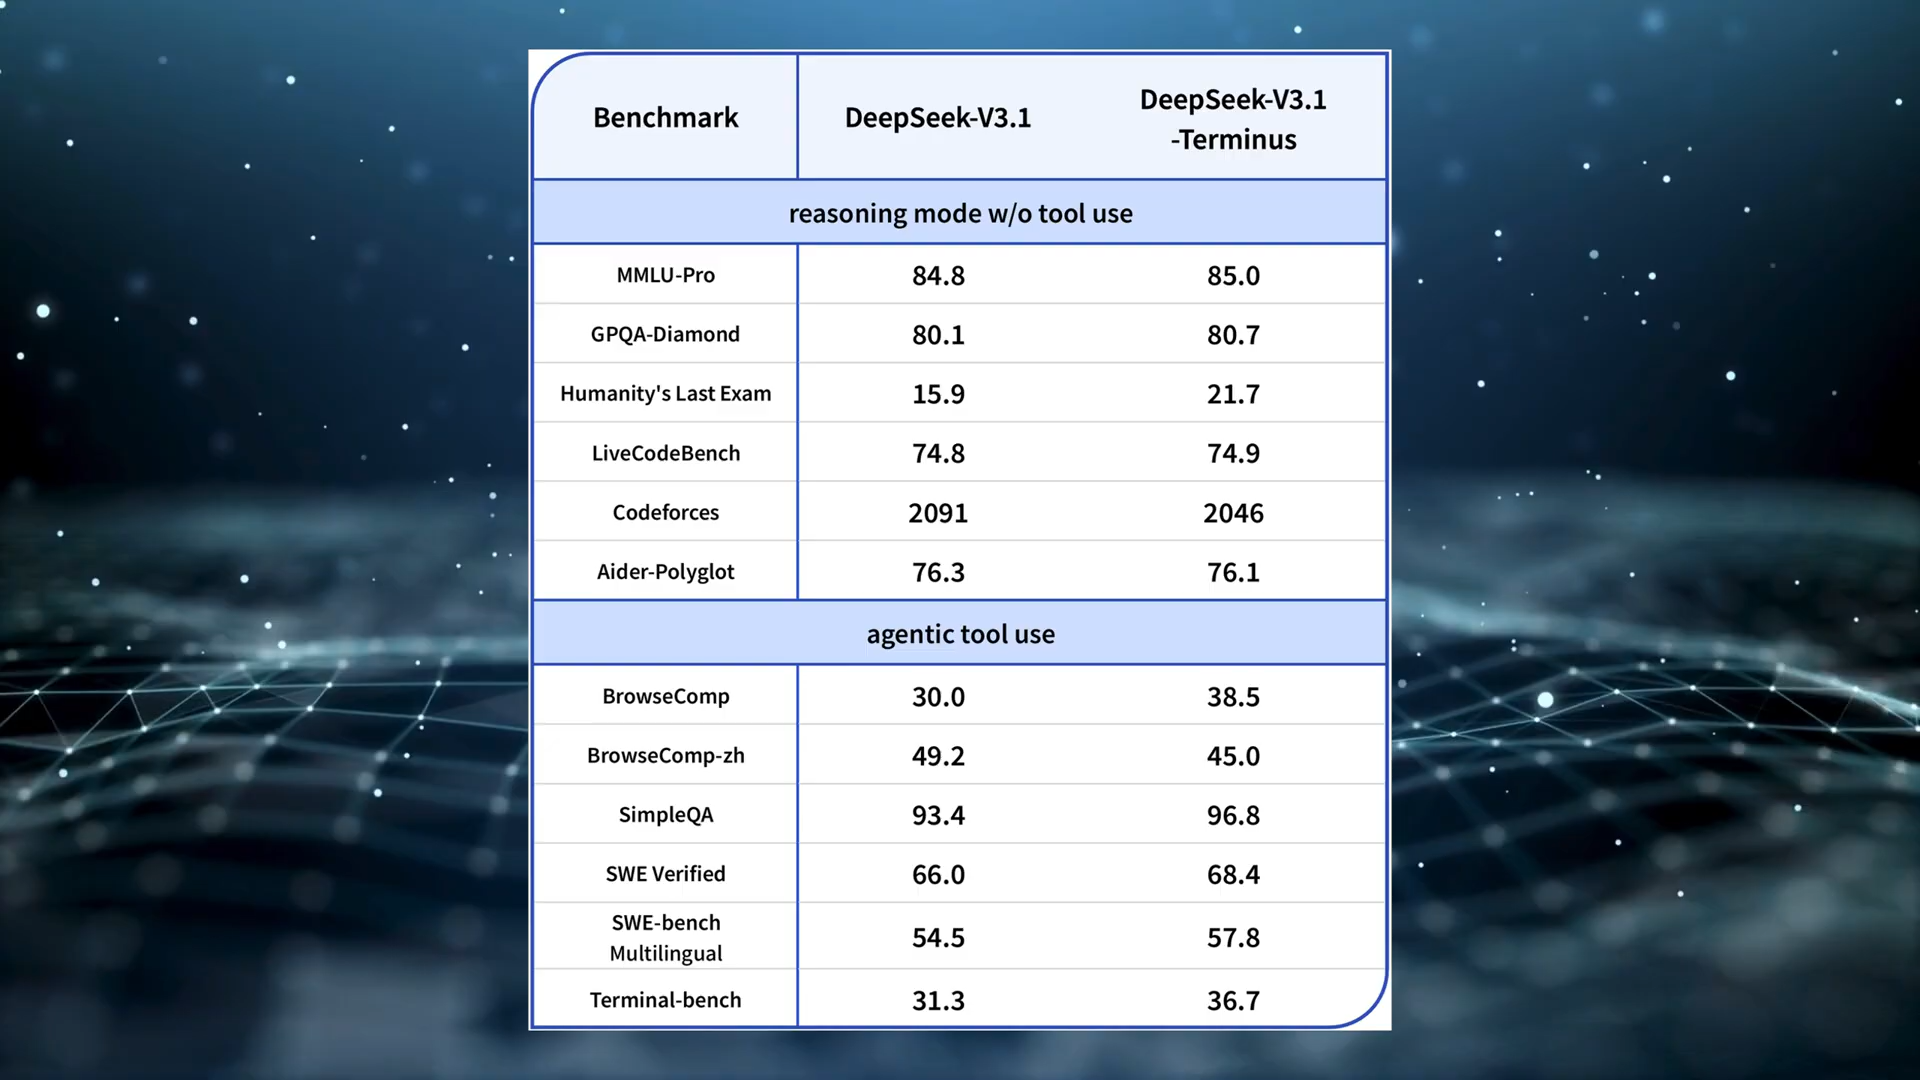 Benchmark DeepSeek-V3.1 DeepSeek-V3.1
-Terminus
reasoning mode w/o tool use
MMLU-Pro 84.8 85.0
GPQA-Diamond 80.1 80.7
Humanity's Last Exam 15.9 21.7
LiveCodeBench 74.8 74.9
Codeforces 2091 2046
Aider-Polyglot 76.3 76.1
agentic tool use
BrowseComp 30.0 38.5
BrowseComp-zh 49.2 45.0
SimpleQA 93.4 96.8
SWE Verified 66.0 68.4
SWE-bench
Multilingual 54.5 57.8
Terminal-bench 31.3 36.7